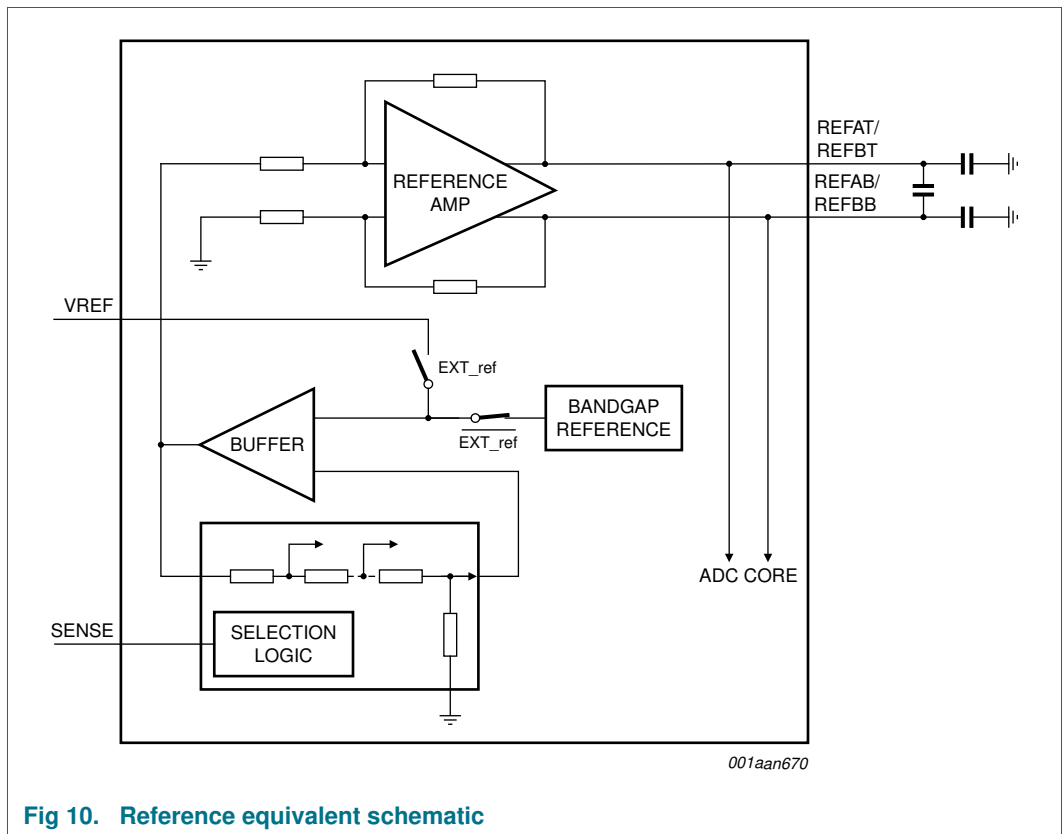 REFAT/
REFBT
REFERENCE
AMP
REFAB/
REFBB
VREF
EXT_ref
BANDGAP
REFERENCE
BUFFER
EXT_ref
ADC CORE
SENSE
SELECTION
LOGIC
001aan670
Fig 10. Reference equivalent schematic